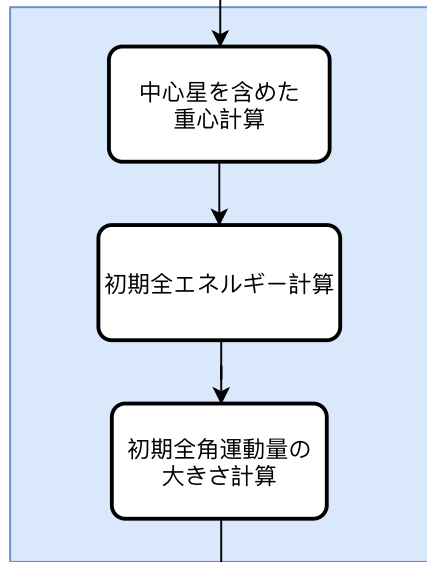 中心星を含めた
重心計算
初期全エネルギー計算
初期全角運動量の
大きさ計算